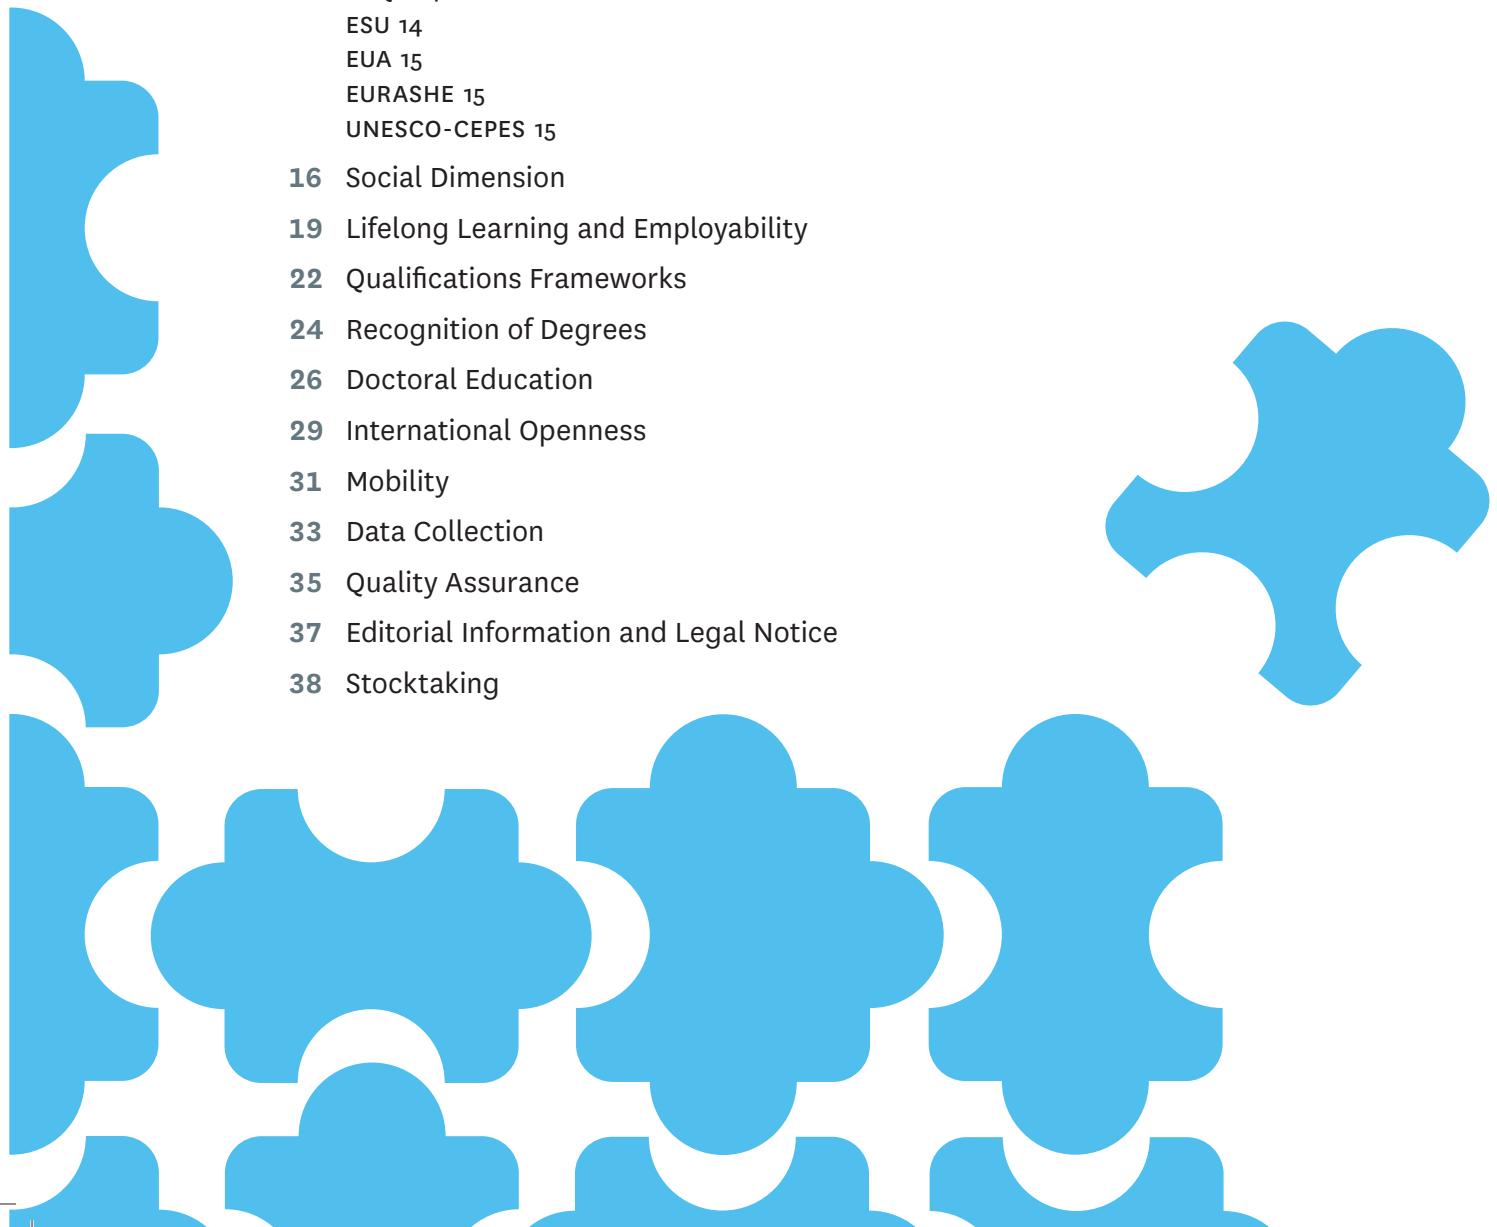 ESU 14
EUA 15
EURASHE 15
UNESCO-CEPES 15
16 Social Dimension
19 Lifelong Learning and Employability
22 Qualifications Frameworks
24 Recognition of Degrees
26 Doctoral Education
29 International Openness
31 Mobility
33 Data Collection
35 Quality Assurance
37 Editorial Information and Legal Notice
38 Stocktaking